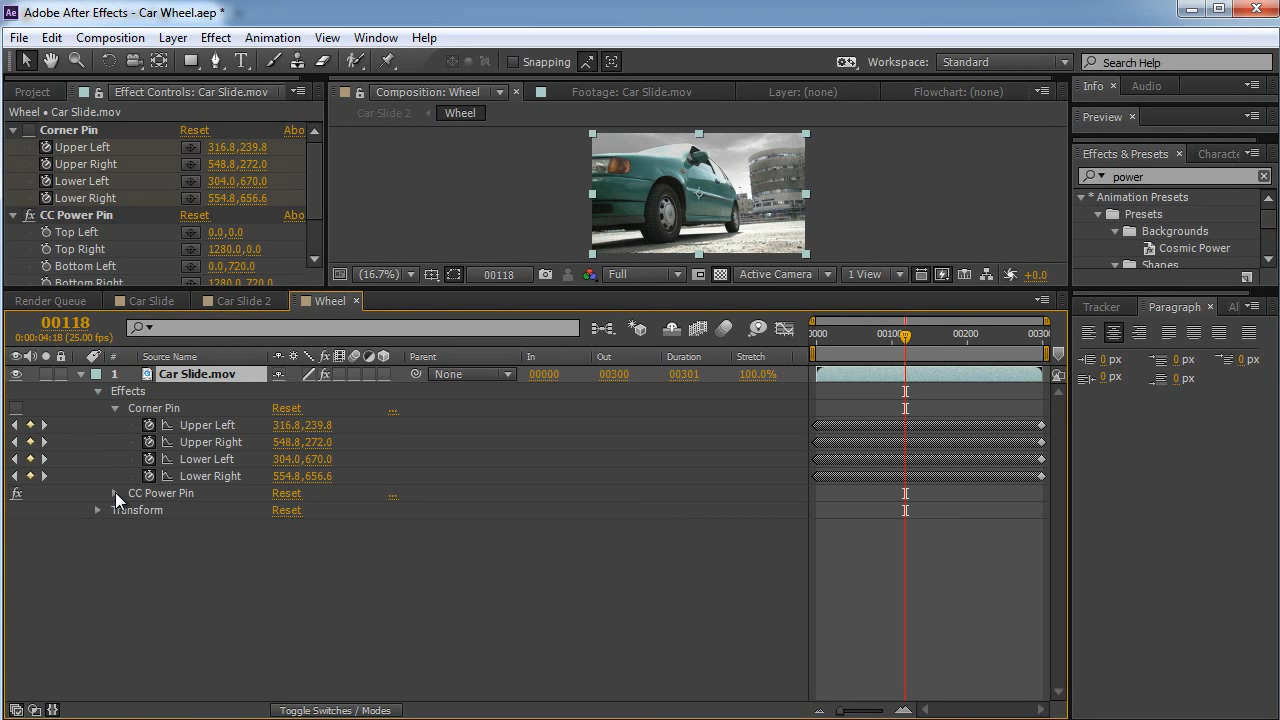 Ae Adobe After Effects - Car Wheel.aep *
File Edit Composition Layer Effect Animation View Window Help
Snapping Workspace: Standard Search Help
Project Effect Controls: Car Slide.mov Composition: Wheel Footage: Car Slide.mov Layer: (none) Flowchart: (none) Info Audio
Wheel • Car Slide.mov Car Slide 2 Wheel Preview
Corner Pin Reset Abo
Upper Left 316.8,239.8
Upper Right 548.8,272.0
Lower Left 304.0,670.0
Lower Right 554.8,656.6
fx CC Power Pin Reset Abo
Top Left 0.0,0.0
Top Right 1280.0,0.0
Bottom Left 0.0,720.0
Bottom Right 1280.0,720.0
Effects & Presets Characte
power
* Animation Presets
Presets
Backgrounds
Cosmic Power
Shapes
(16.7%) 00118 Full Active Camera 1 View +0.0
Render Queue Car Slide Car Slide 2 Wheel
Tracker Paragraph Al
00118
0:00:04:18 (25.00 fps)
0000 00100 00200 00300
# Source Name fx Parent In Out Duration Stretch
1 Car Slide.mov fx None 00000 00300 00301 100.0%
Effects
Corner Pin Reset ...
Upper Left 316.8,239.8
Upper Right 548.8,272.0
Lower Left 304.0,670.0
Lower Right 554.8,656.6
fx CC Power Pin Reset ...
Transform Reset
0 px 0 px 0 px
0 px 0 px
Toggle Switches / Modes